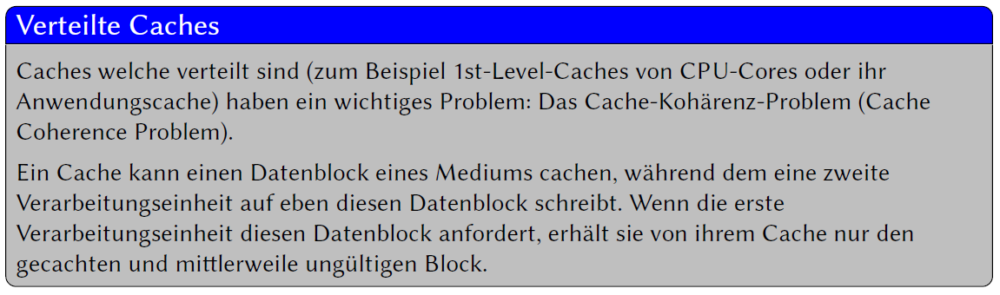 Verteilte Caches
Caches welche verteilt sind (zum Beispiel 1st-Level-Caches von CPU-Cores oder ihr
Anwendungscache) haben ein wichtiges Problem: Das Cache-Kohärenz-Problem (Cache
Coherence Problem).
Ein Cache kann einen Datenblock eines Mediums cachen, während dem eine zweite
Verarbeitungseinheit auf eben diesen Datenblock schreibt. Wenn die erste
Verarbeitungseinheit diesen Datenblock anfordert, erhält sie von ihrem Cache nur den
gecachten und mittlerweile ungültigen Block.